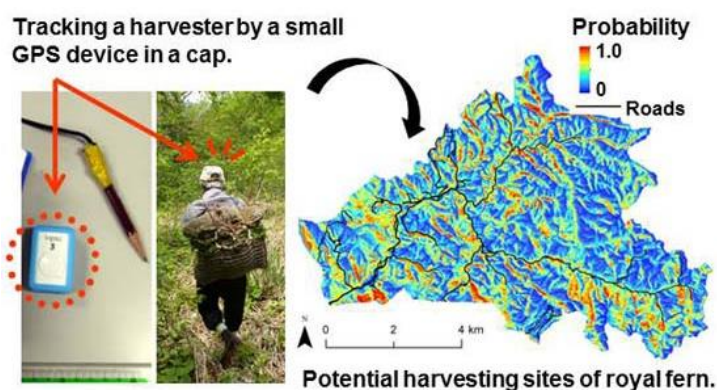 Tracking a harvester by a small
GPS device in a cap.
Probability
1.0
0
Roads
3
N
0 2 4 km
Potential harvesting sites of royal fern.